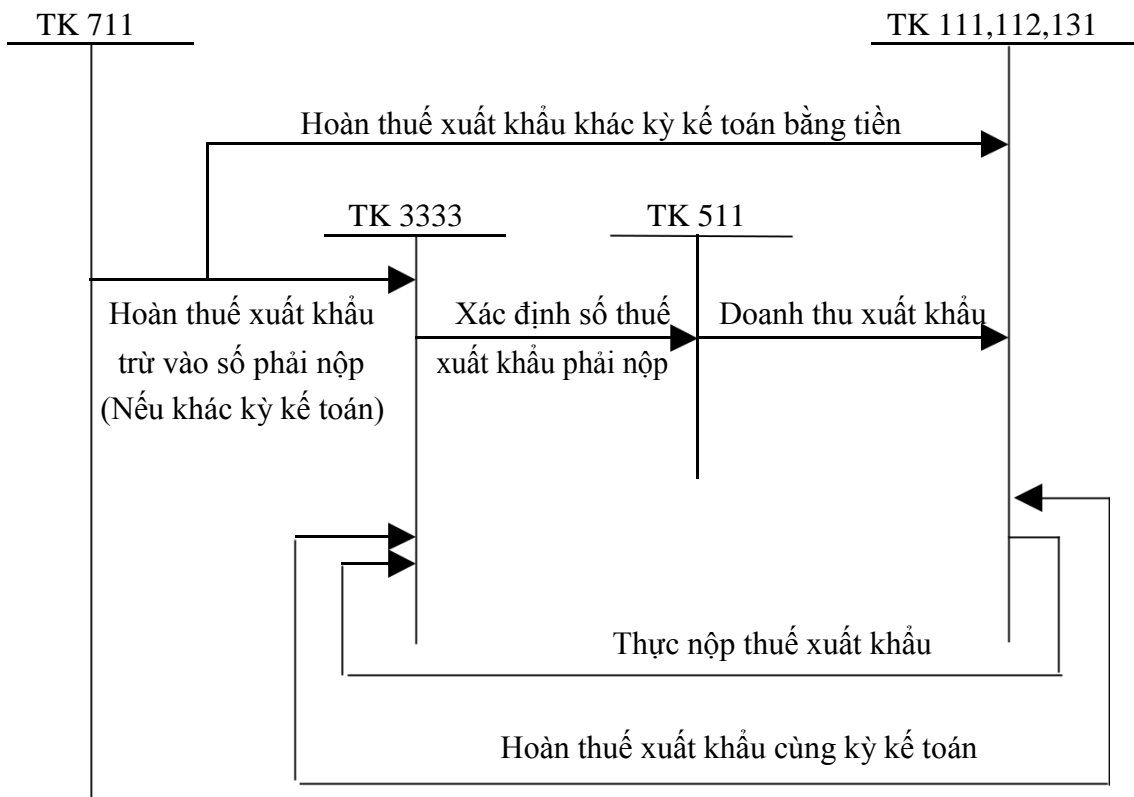 TK 711
TK 111,112,131
Hoàn thuế xuất khẩu khác kỳ kế toán bằng tiền
TK 3333
TK 511
Hoàn thuế xuất khẩu
trừ vào số phải nộp
(Nếu khác kỳ kế toán)
Xác định số thuế
xuất khẩu phải nộp
Doanh thu xuất khẩu
Thực nộp thuế xuất khẩu
Hoàn thuế xuất khẩu cùng kỳ kế toán